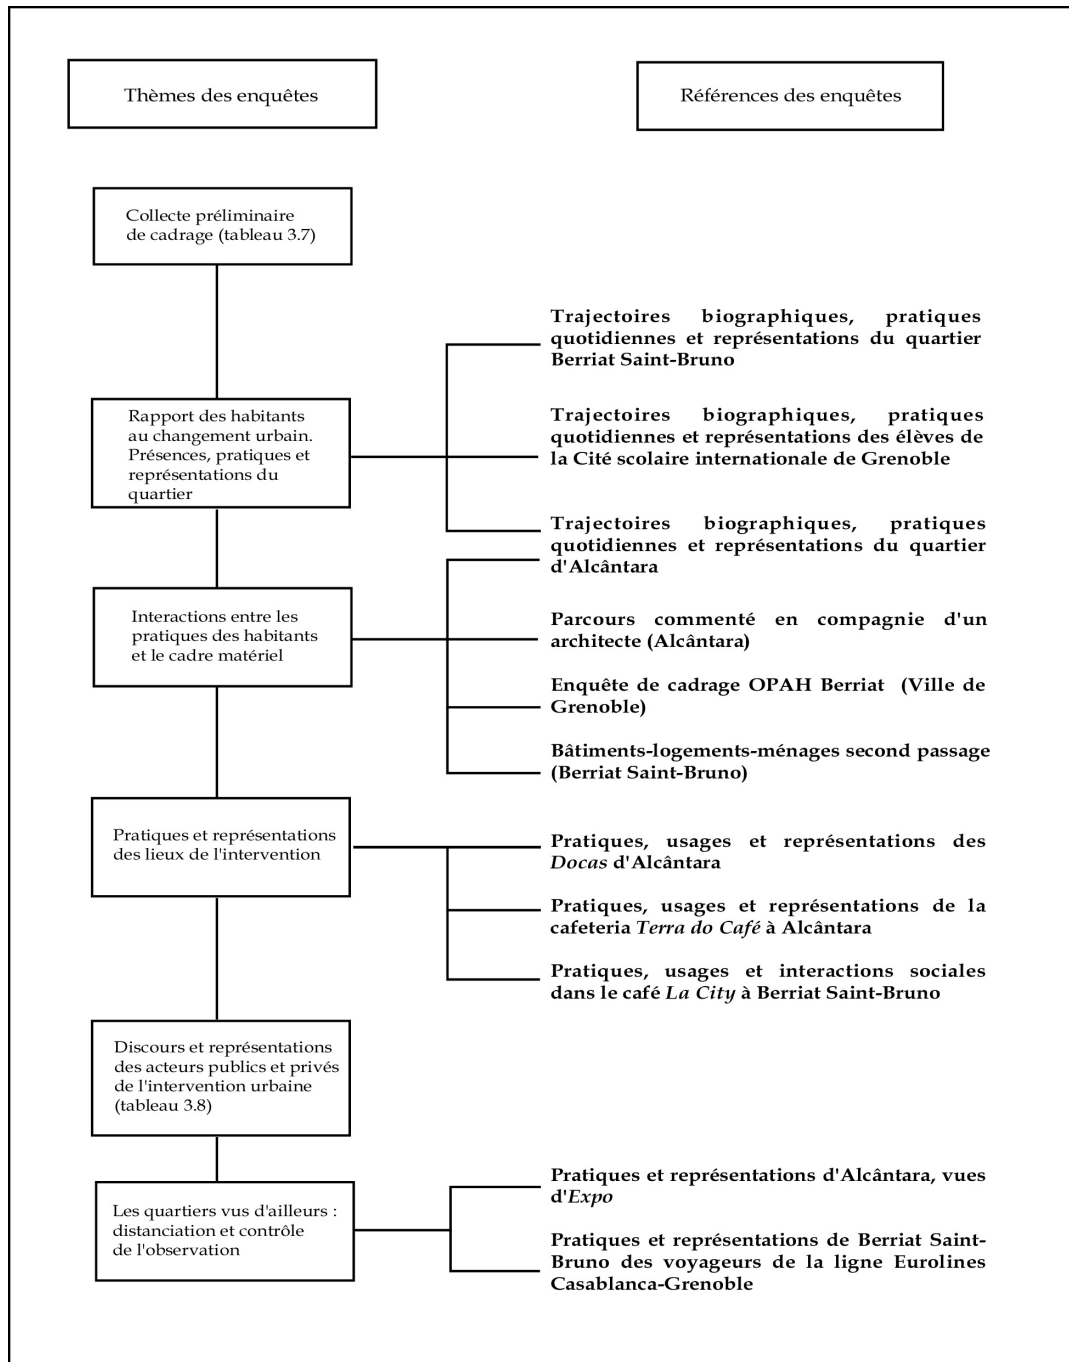 Thèmes des enquêtes
Références des enquêtes
Collecte préliminaire
de cadrage (tableau 3.7)
Trajectoires biographiques, pratiques
quotidiennes et représentations du quartier
Berriat Saint-Bruno
Rapport des habitants
au changement urbain.
Présences, pratiques et
représentations du
quartier
Trajectoires biographiques, pratiques
quotidiennes et représentations des élèves de
la Cité scolaire internationale de Grenoble
Trajectoires biographiques, pratiques
quotidiennes et représentations du quartier
d'Alcântara
Interactions entre les
pratiques des habitants
et le cadre matériel
Parcours commenté en compagnie d'un
architecte (Alcântara)
Enquête de cadrage OPAH Berriat (Ville de
Grenoble)
Bâtiments-logements-ménages second passage
(Berriat Saint-Bruno)
Pratiques et représentations
des lieux de l'intervention
Pratiques, usages et représentations des
Docas d'Alcântara
Pratiques, usages et représentations de la
cafeteria Terra do Café à Alcântara
Pratiques, usages et interactions sociales
dans le café La City à Berriat Saint-Bruno
Discours et représentations
des acteurs publics et privés
de l'intervention urbaine
(tableau 3.8)
Les quartiers vus d'ailleurs :
distanciation et contrôle
de l'observation
Pratiques et représentations d'Alcântara, vues
d'Expo
Pratiques et représentations de Berriat Saint-
Bruno des voyageurs de la ligne Eurolines
Casablanca-Grenoble